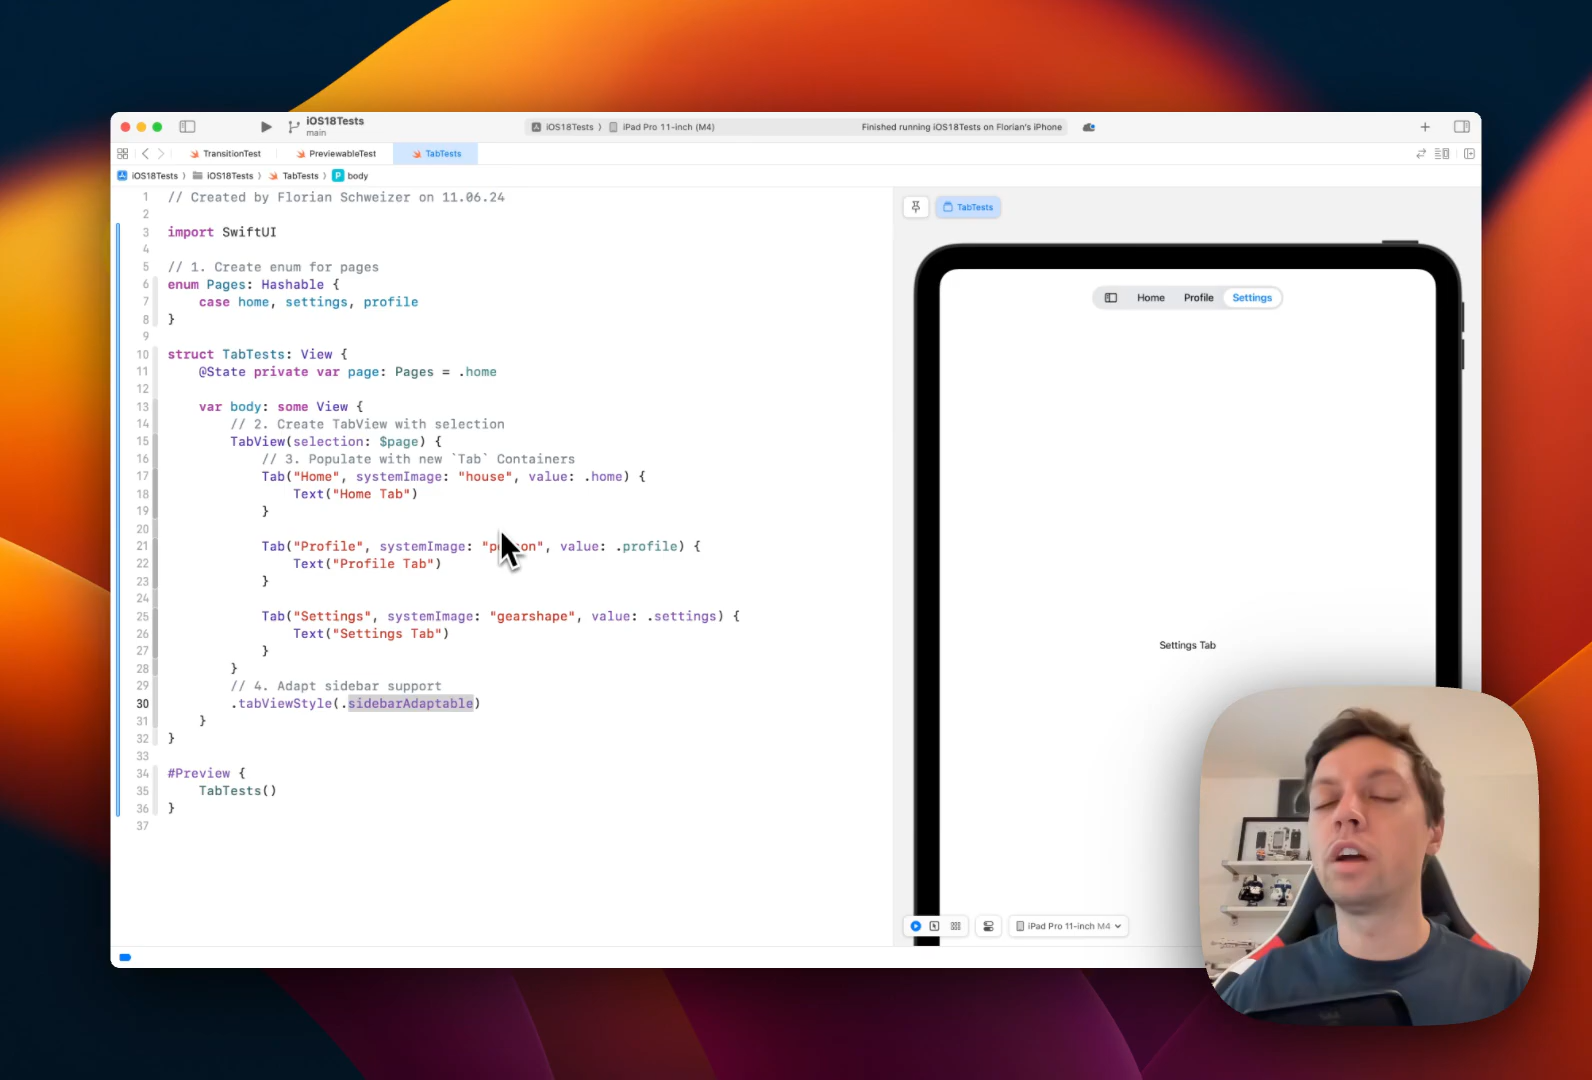 iOS18Tests
main
iOS18Tests 〉 iPad Pro 11-inch (M4)
Finished running iOS18Tests on Florian's iPhone
TransitionTest
PreviewableTest
TabTests
iOS18Tests 〉 iOS18Tests 〉 TabTests 〉 P body
1 // Created by Florian Schweizer on 11.06.24
2
3 import SwiftUI
4
5 // 1. Create enum for pages
6 enum Pages: Hashable {
7 case home, settings, profile
8 }
9
10 struct TabTests: View {
11 @State private var page: Pages = .home
12
13 var body: some View {
14 // 2. Create TabView with selection
15 TabView(selection: $page) {
16 // 3. Populate with new `Tab` Containers
17 Tab("Home", systemImage: "house", value: .home) {
18 Text("Home Tab")
19 }
20
21 Tab("Profile", systemImage: "person", value: .profile) {
22 Text("Profile Tab")
23 }
24
25 Tab("Settings", systemImage: "gearshape", value: .settings) {
26 Text("Settings Tab")
27 }
28 }
29 // 4. Adapt sidebar support
30 .tabViewStyle(.sidebarAdaptable)
31 }
32 }
33
34 #Preview {
35 TabTests()
36 }
37
TabTests
Home Profile Settings
Settings Tab
iPad Pro 11-inch M4